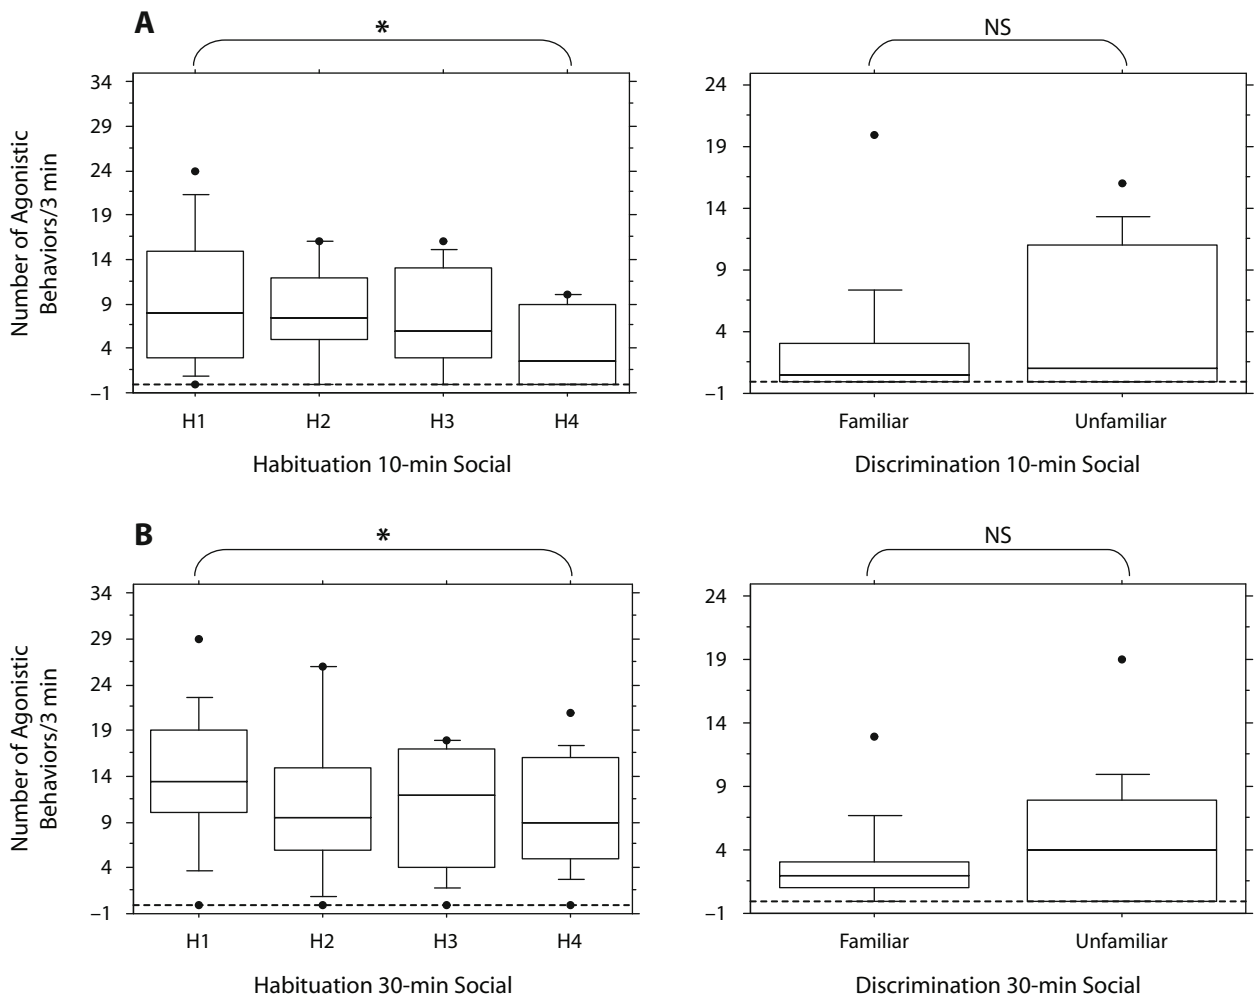 A
*
NS
Number of Agonistic
Behaviors/3 min
34
29
24
19
14
9
4
–1
H1 H2 H3 H4
Habituation 10-min Social
24
19
14
9
4
–1
Familiar Unfamiliar
Discrimination 10-min Social
B
*
NS
Number of Agonistic
Behaviors/3 min
34
29
24
19
14
9
4
–1
H1 H2 H3 H4
Habituation 30-min Social
24
19
14
9
4
–1
Familiar Unfamiliar
Discrimination 30-min Social